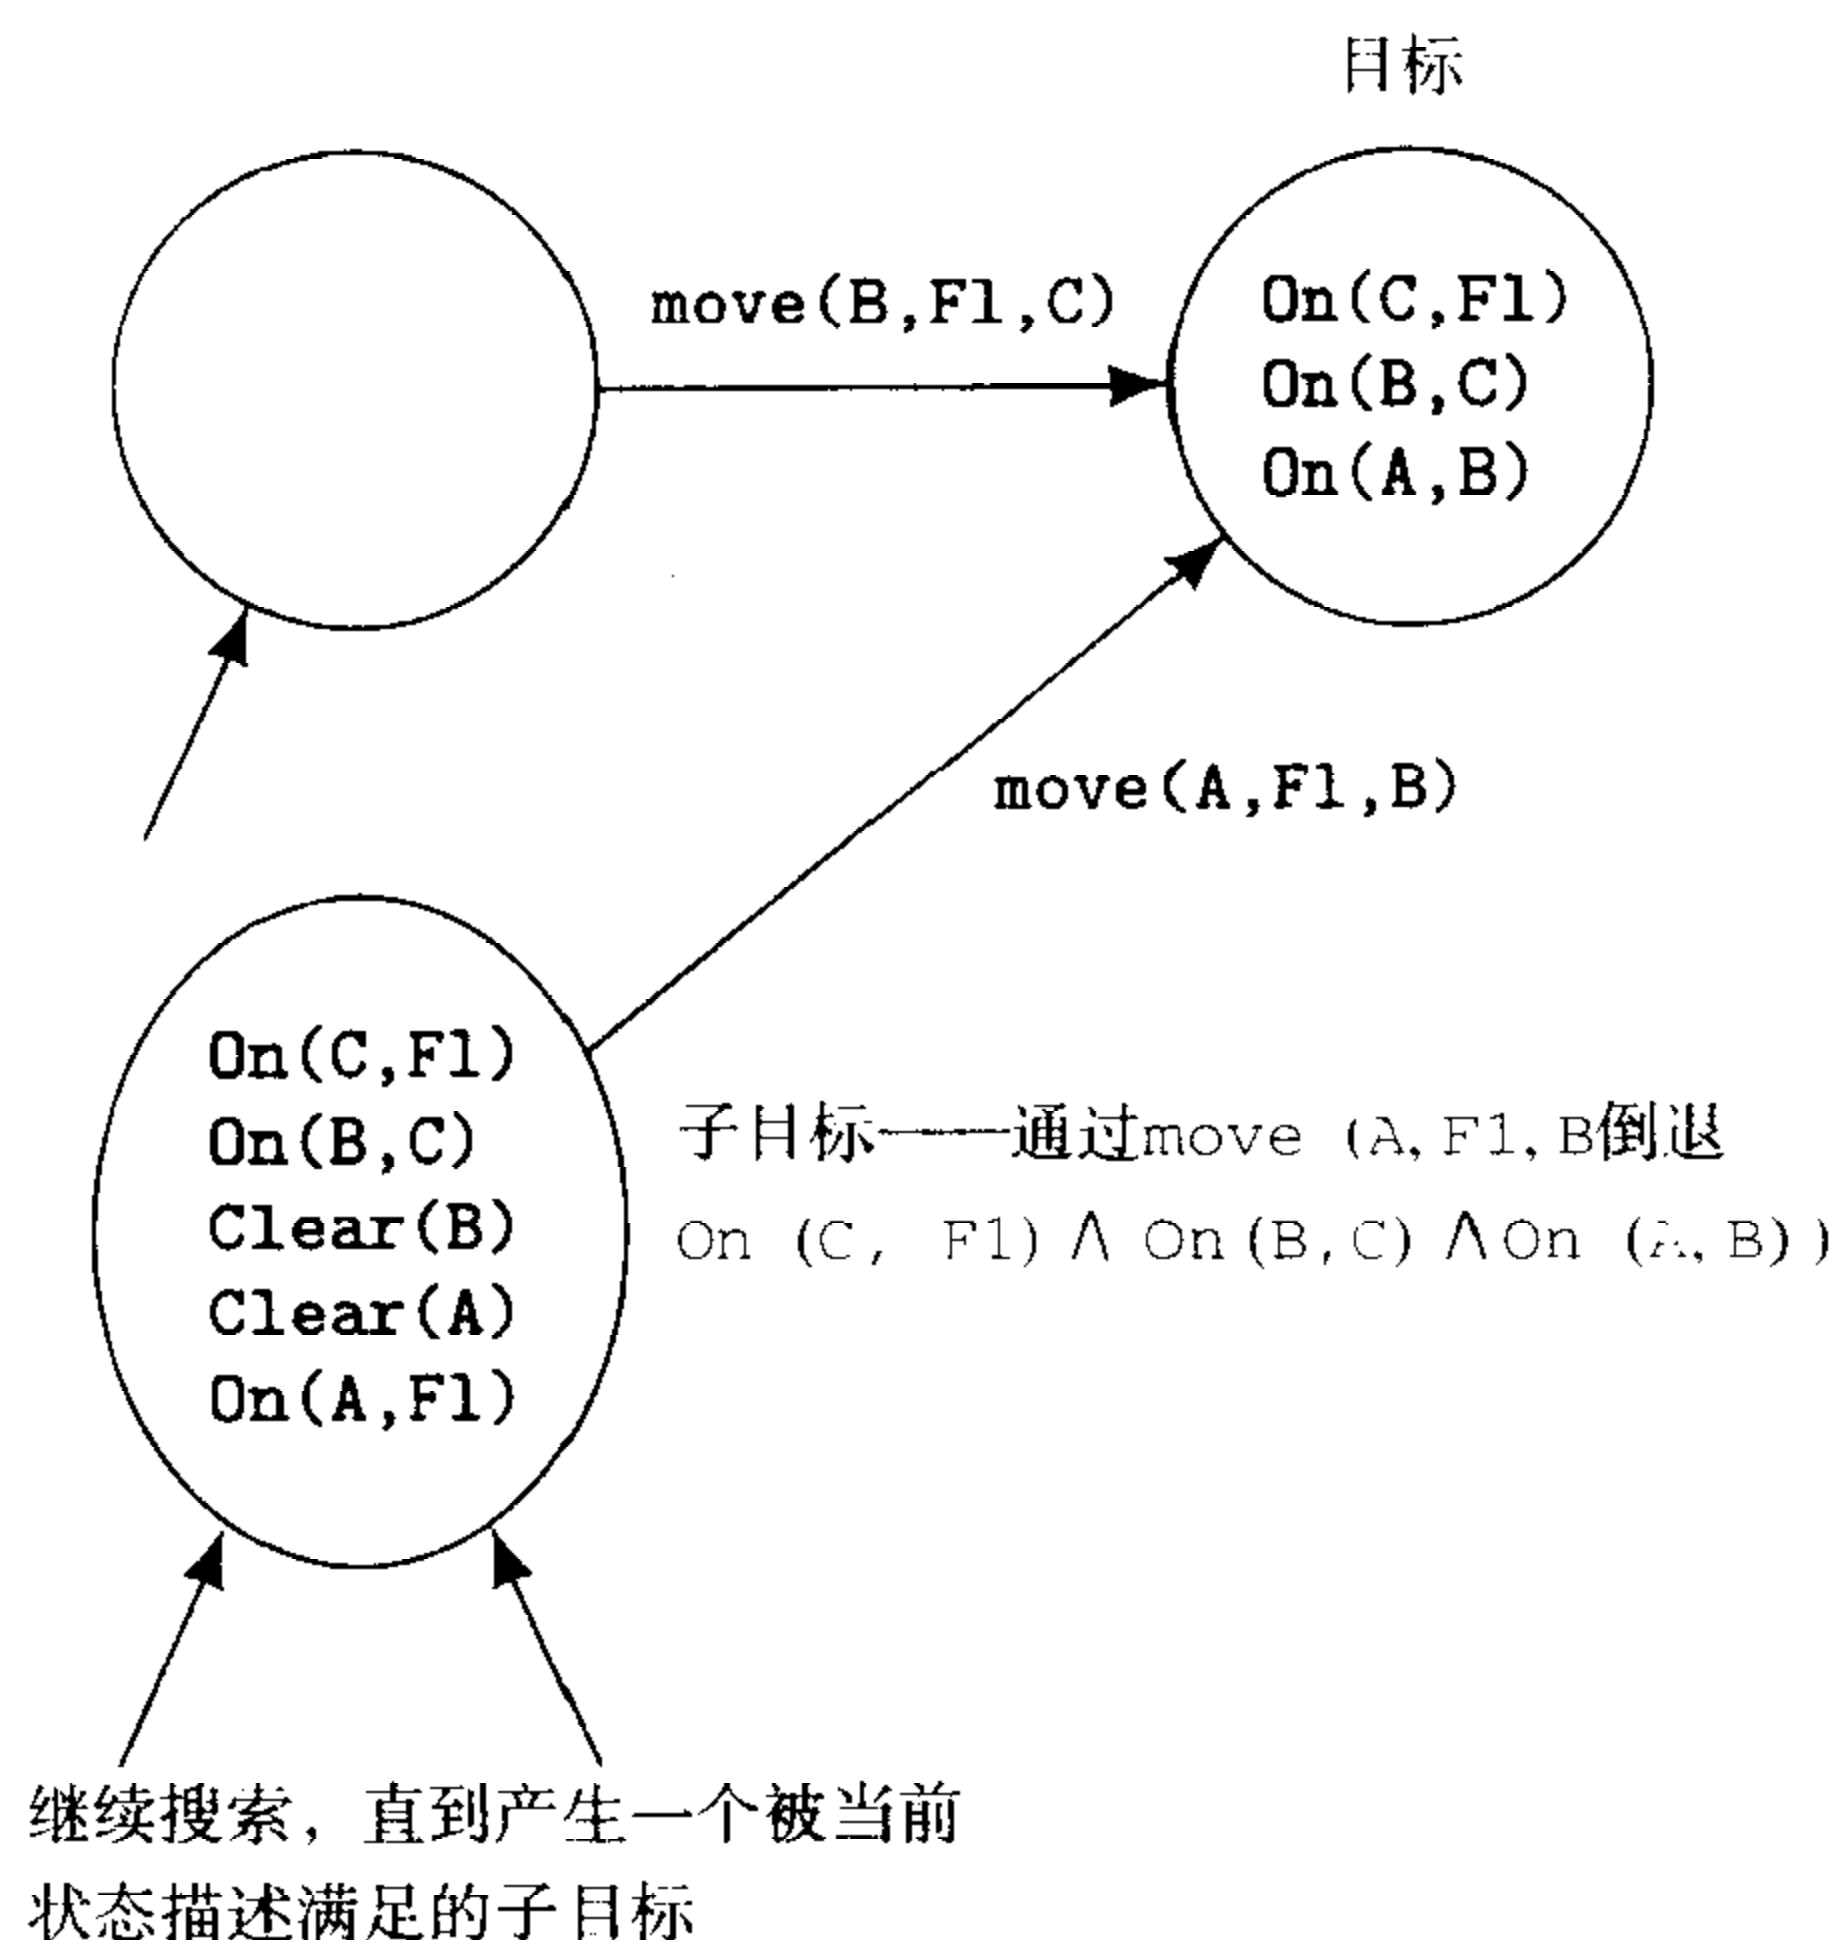 目标
move(B,Fl,C)
On(C,Fl)
On(B,C)
On(A,B)
move(A,Fl,B)
On(C,Fl)
On(B,C)
Clear(B)
Clear(A)
On(A,Fl)
子目标——通过move (A,Fl,B倒退
On (C, Fl)∧ On(B,C)∧On (A,B))
继续搜索，直到产生一个被当前
状态描述满足的子目标